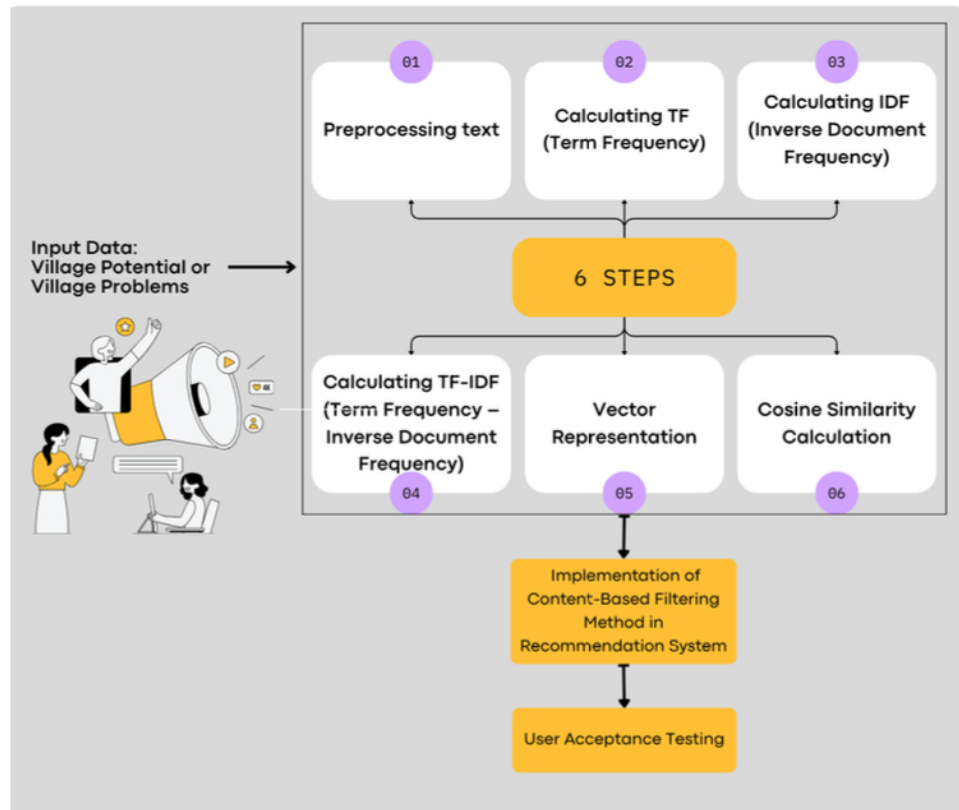 01
Preprocessing text
02
Calculating TF
(Term Frequency)
03
Calculating IDF
(Inverse Document
Frequency)
Input Data:
Village Potential or
Village Problems
6 STEPS
4K
Calculating TF-IDF
(Term Frequency –
Inverse Document
Frequency)
04
Vector
Representation
05
Cosine Similarity
Calculation
06
Implementation of
Content-Based Filtering
Method in
Recommendation System
User Acceptance Testing